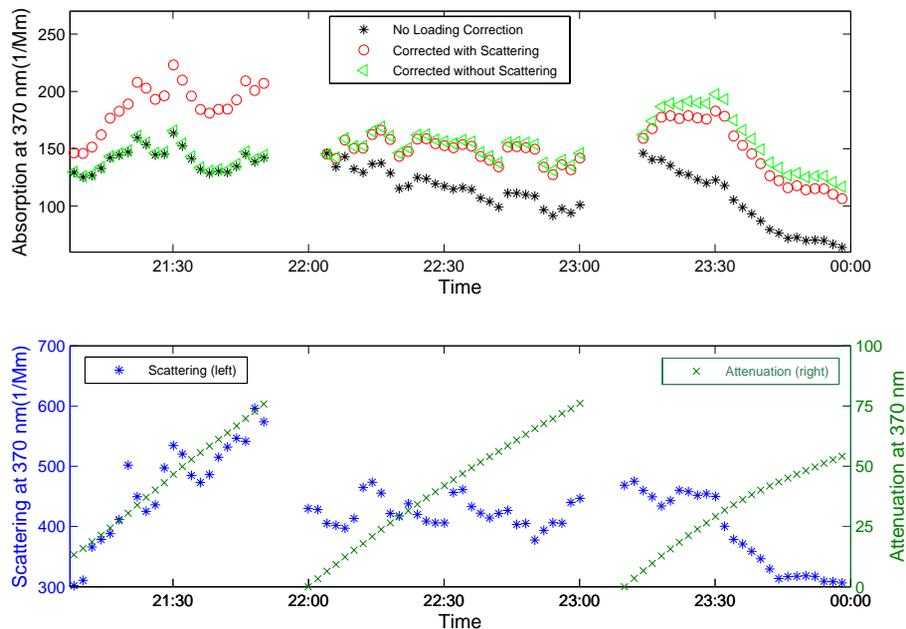 250
200
150
100
Absorption at 370 nm(1/Mm)
No Loading Correction
Corrected with Scattering
Corrected without Scattering
21:30
22:00
22:30
23:00
23:30
00:00
Time
700
600
500
400
300
Scattering at 370 nm(1/Mm)
Scattering (left)
Attenuation (right)
100
75
50
25
0
Attenuation at 370 nm
21:30
22:00
22:30
23:00
23:30
00:00
Time